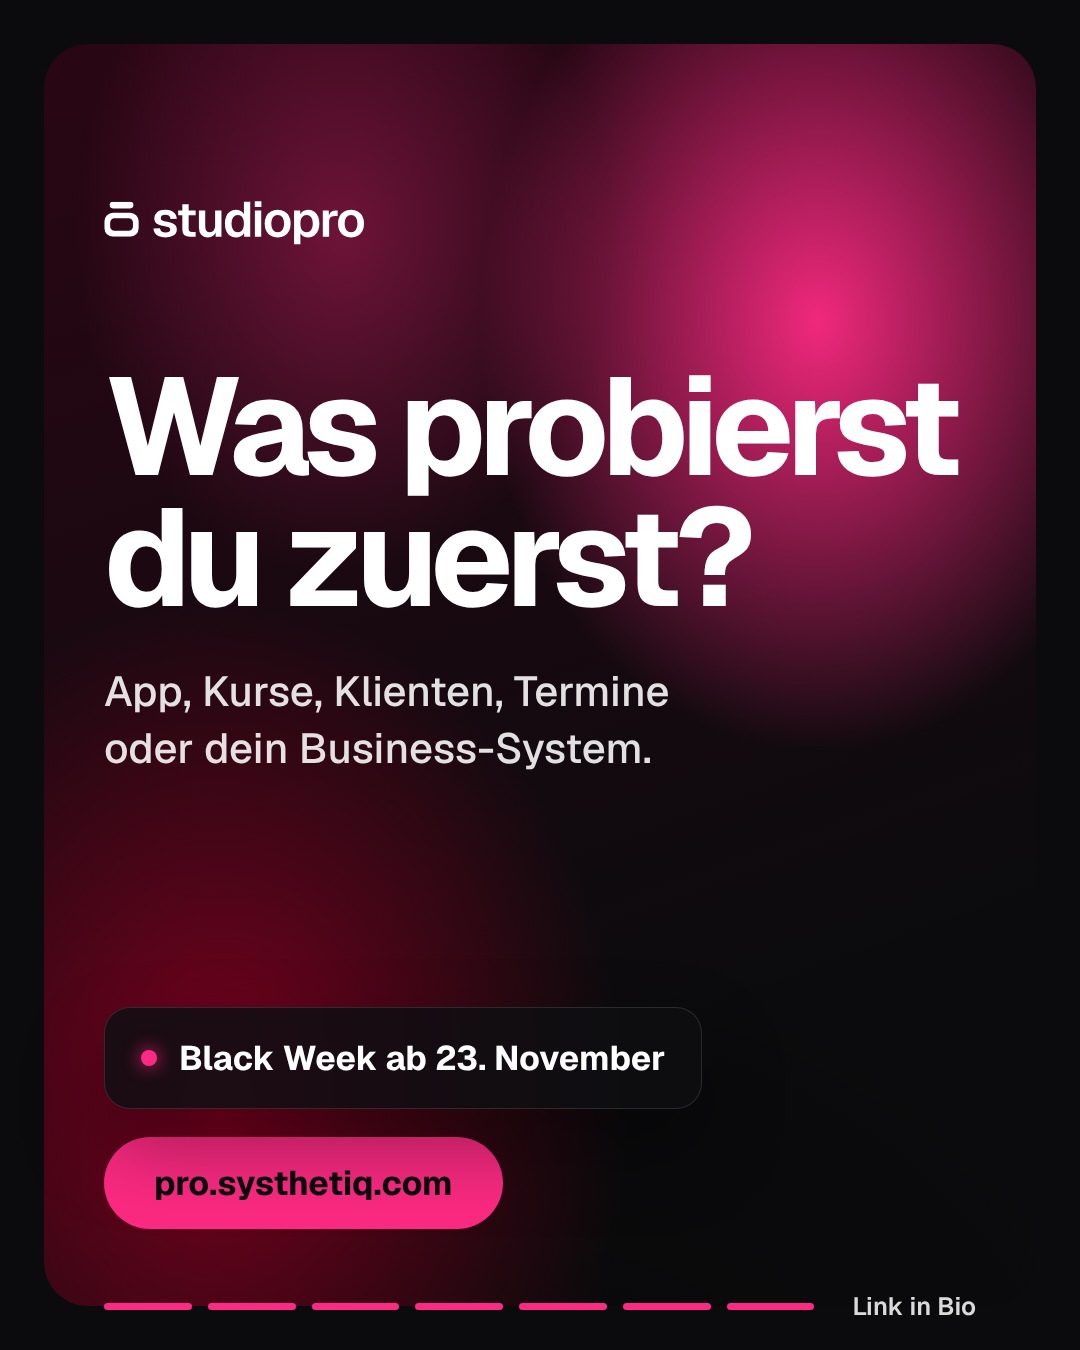 studiopro
Was probierst
du zuerst?
App, Kurse, Klienten, Termine
oder dein Business-System.
Black Week ab 23. November
pro.systhetiq.com
Link in Bio